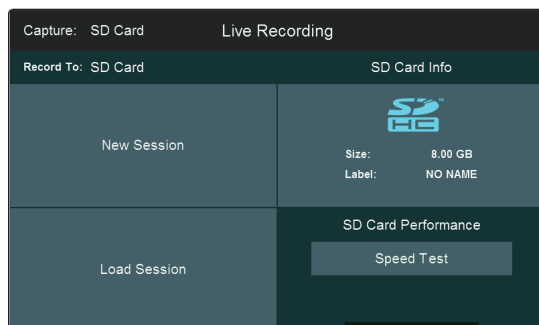 Capture: SD Card Live Recording
Record To: SD Card
SD Card Info
New Session
SD™
HC
Size: 8.00 GB
Label: NO NAME
SD Card Performance
Speed Test
Load Session